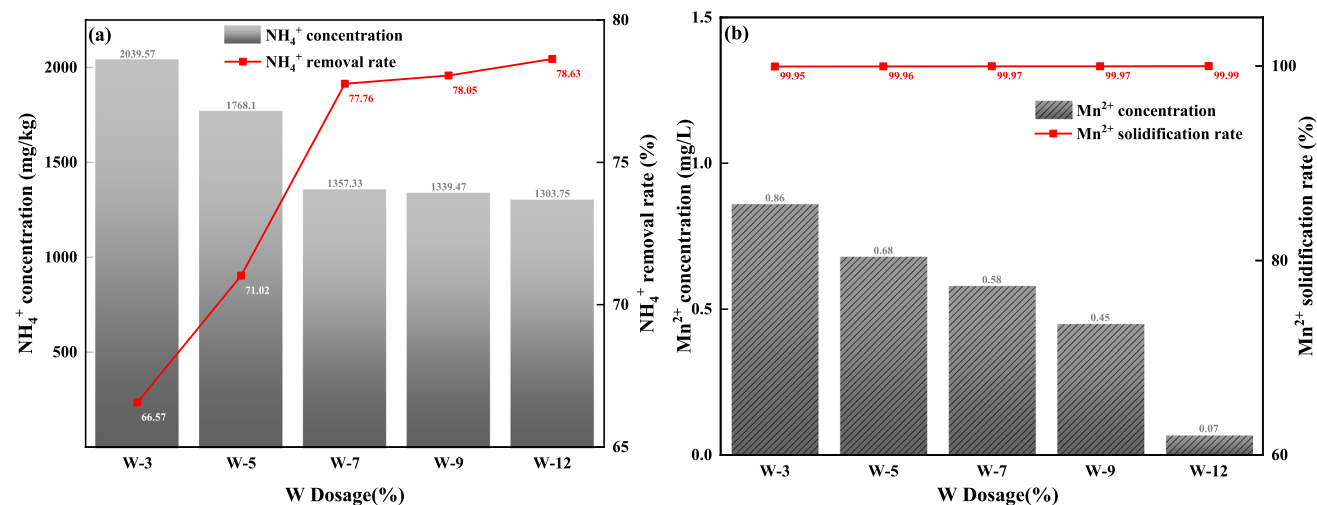 (a)
NH₄⁺ concentration
NH₄⁺ removal rate
NH₄⁺ concentration (mg/kg)
2000
1500
1000
500
2039.57
1768.1
1357.33
1339.47
1303.75
66.57
71.02
77.76
78.05
78.63
80
75
70
65
NH₄⁺ removal rate (%)
W-3
W-5
W-7
W-9
W-12
W Dosage(%)
(b)
Mn²⁺ concentration
Mn²⁺ solidification rate
Mn²⁺ concentration (mg/L)
1.5
1.0
0.5
0.0
99.95
99.96
99.97
99.97
99.99
0.86
0.68
0.58
0.45
0.07
100
80
60
Mn²⁺ solidification rate (%)
W-3
W-5
W-7
W-9
W-12
W Dosage(%)